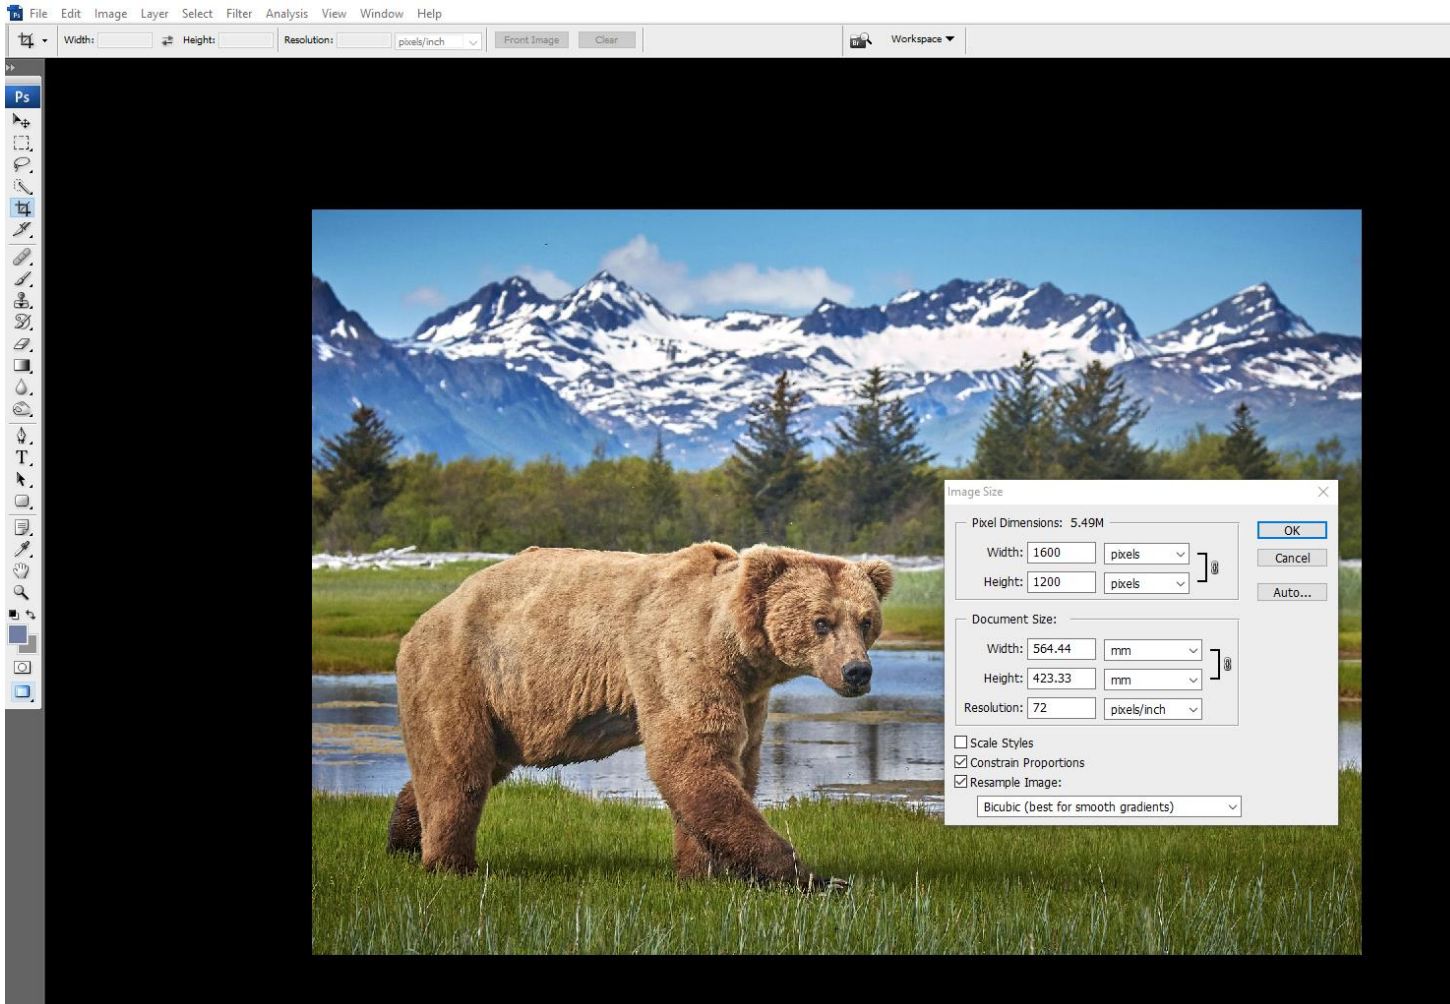 Ps File Edit Image Layer Select Filter Analysis View Window Help
Width: Height: Resolution: pixels/inch Front Image Clear Workspace
Ps
T
Image Size
Pixel Dimensions: 5.49M
OK
Width: 1600 pixels
Cancel
Height: 1200 pixels
Auto...
Document Size:
Width: 564.44 mm
Height: 423.33 mm
Resolution: 72 pixels/inch
Scale Styles
Constrain Proportions
Resample Image:
Bicubic (best for smooth gradients)